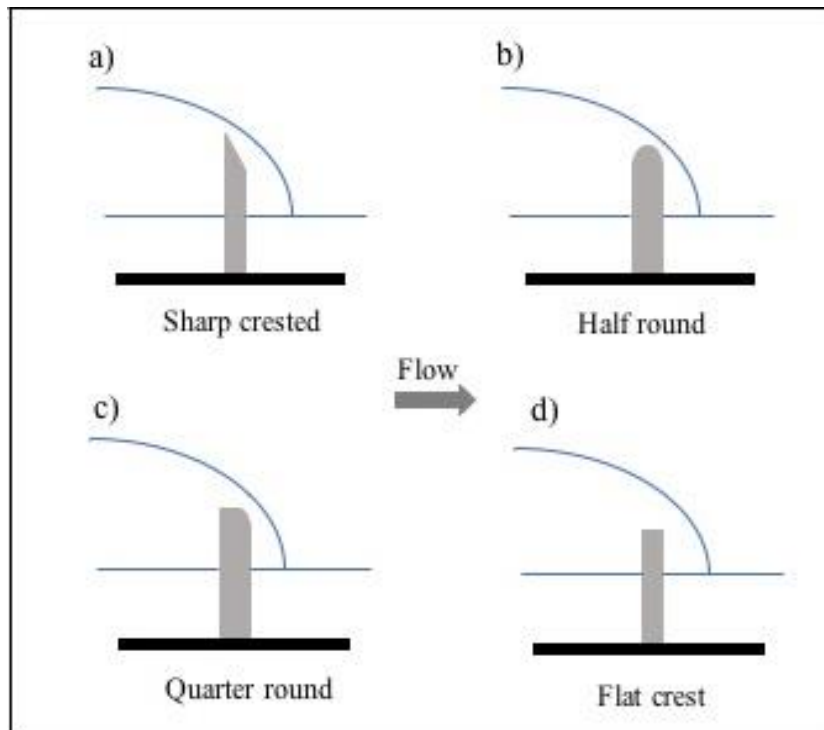 a)
b)
Sharp crested
Half round
Flow
c)
d)
Quarter round
Flat crest